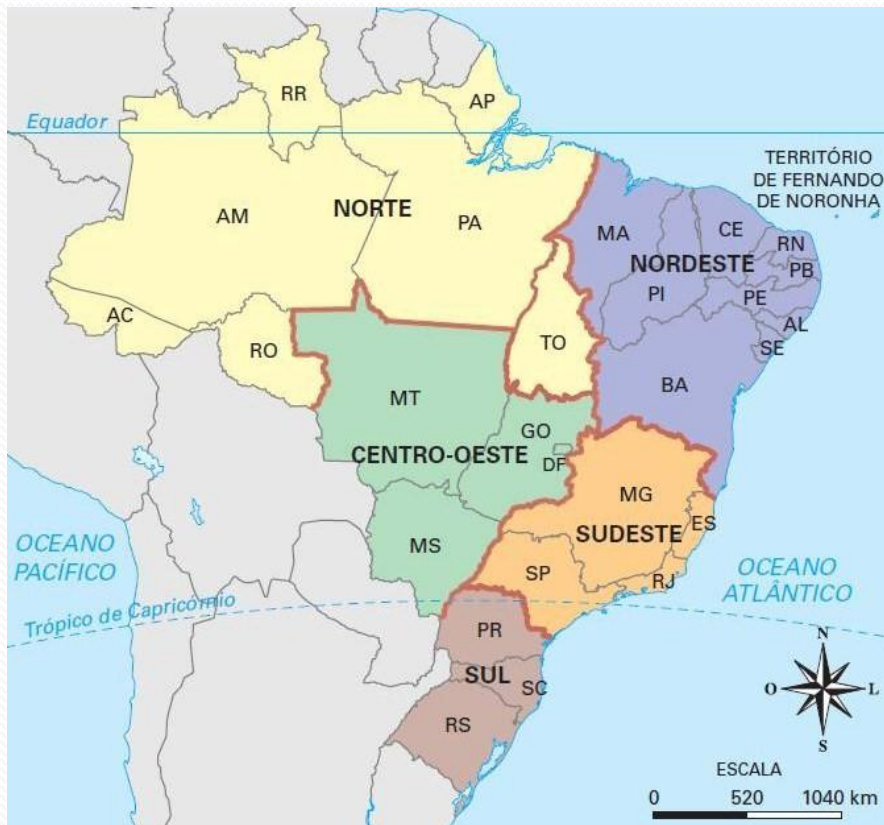 RR
AP
Equador
TERRITÓRIO
DE FERNANDO
DE NORONHA
AM
NORTE
PA
MA
CE
RN
NORDESTE
PB
PI
PE
AC
AL
RO
TO
SE
MT
BA
GO
CENTRO-OESTE
DF
MG
ES
OCEANO
PACÍFICO
MS
SUDESTE
SP
RJ
OCEANO
ATLÂNTICO
Trópico de Capricórnio
PR
N
SUL
SC
O
L
RS
S
ESCALA
0 520 1040 km